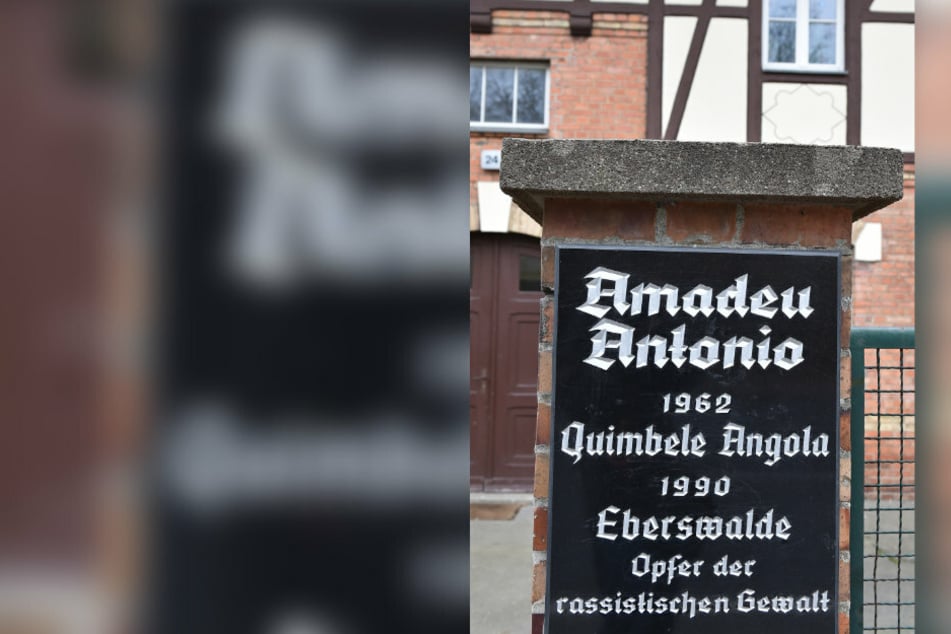 24
Amadeu
Antonio
1962
Quimbele Angola
1990
Eberswalde
Opfer der
rassistischen Gewalt